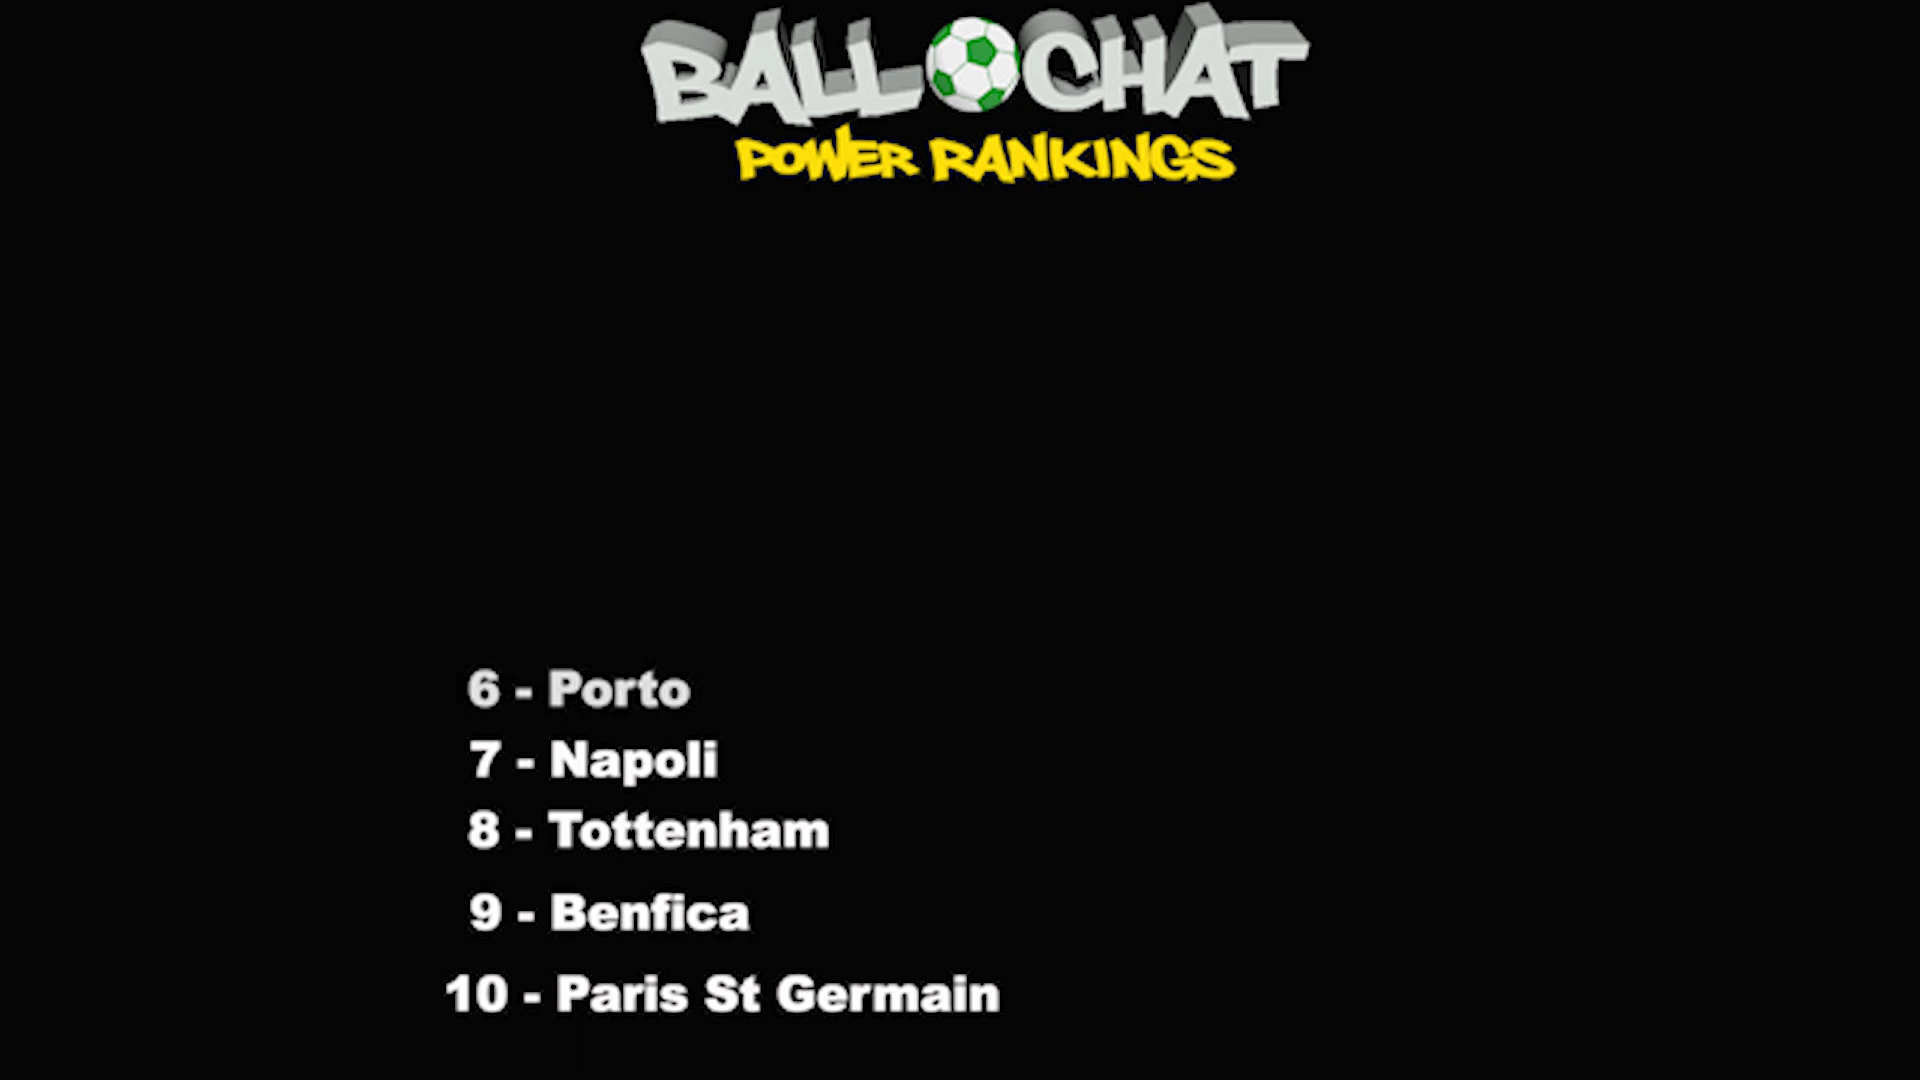 BALL CHAT
POWER RANKINGS
6 - Porto
7 - Napoli
8 - Tottenham
9 - Benfica
10 - Paris St Germain